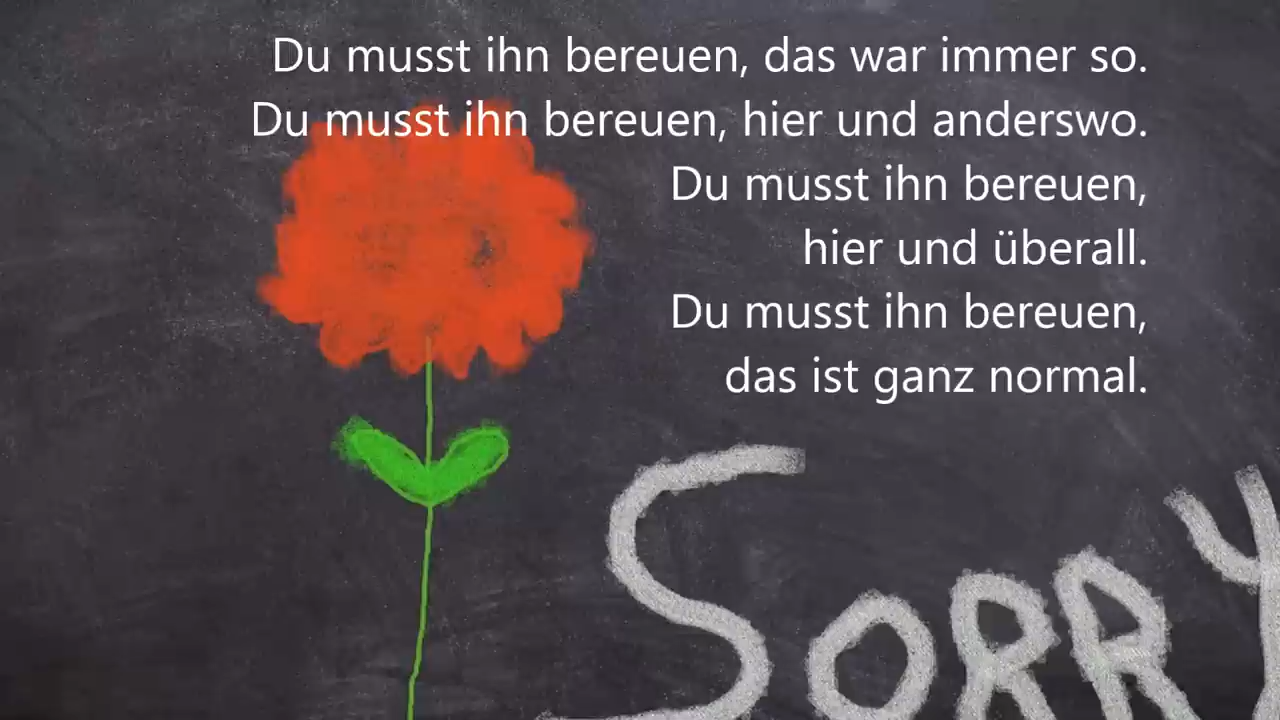 Du musst ihn bereuen, das war immer so.
Du musst ihn bereuen, hier und anderswo.
Du musst ihn bereuen,
hier und überall.
Du musst ihn bereuen,
das ist ganz normal.
SORRY